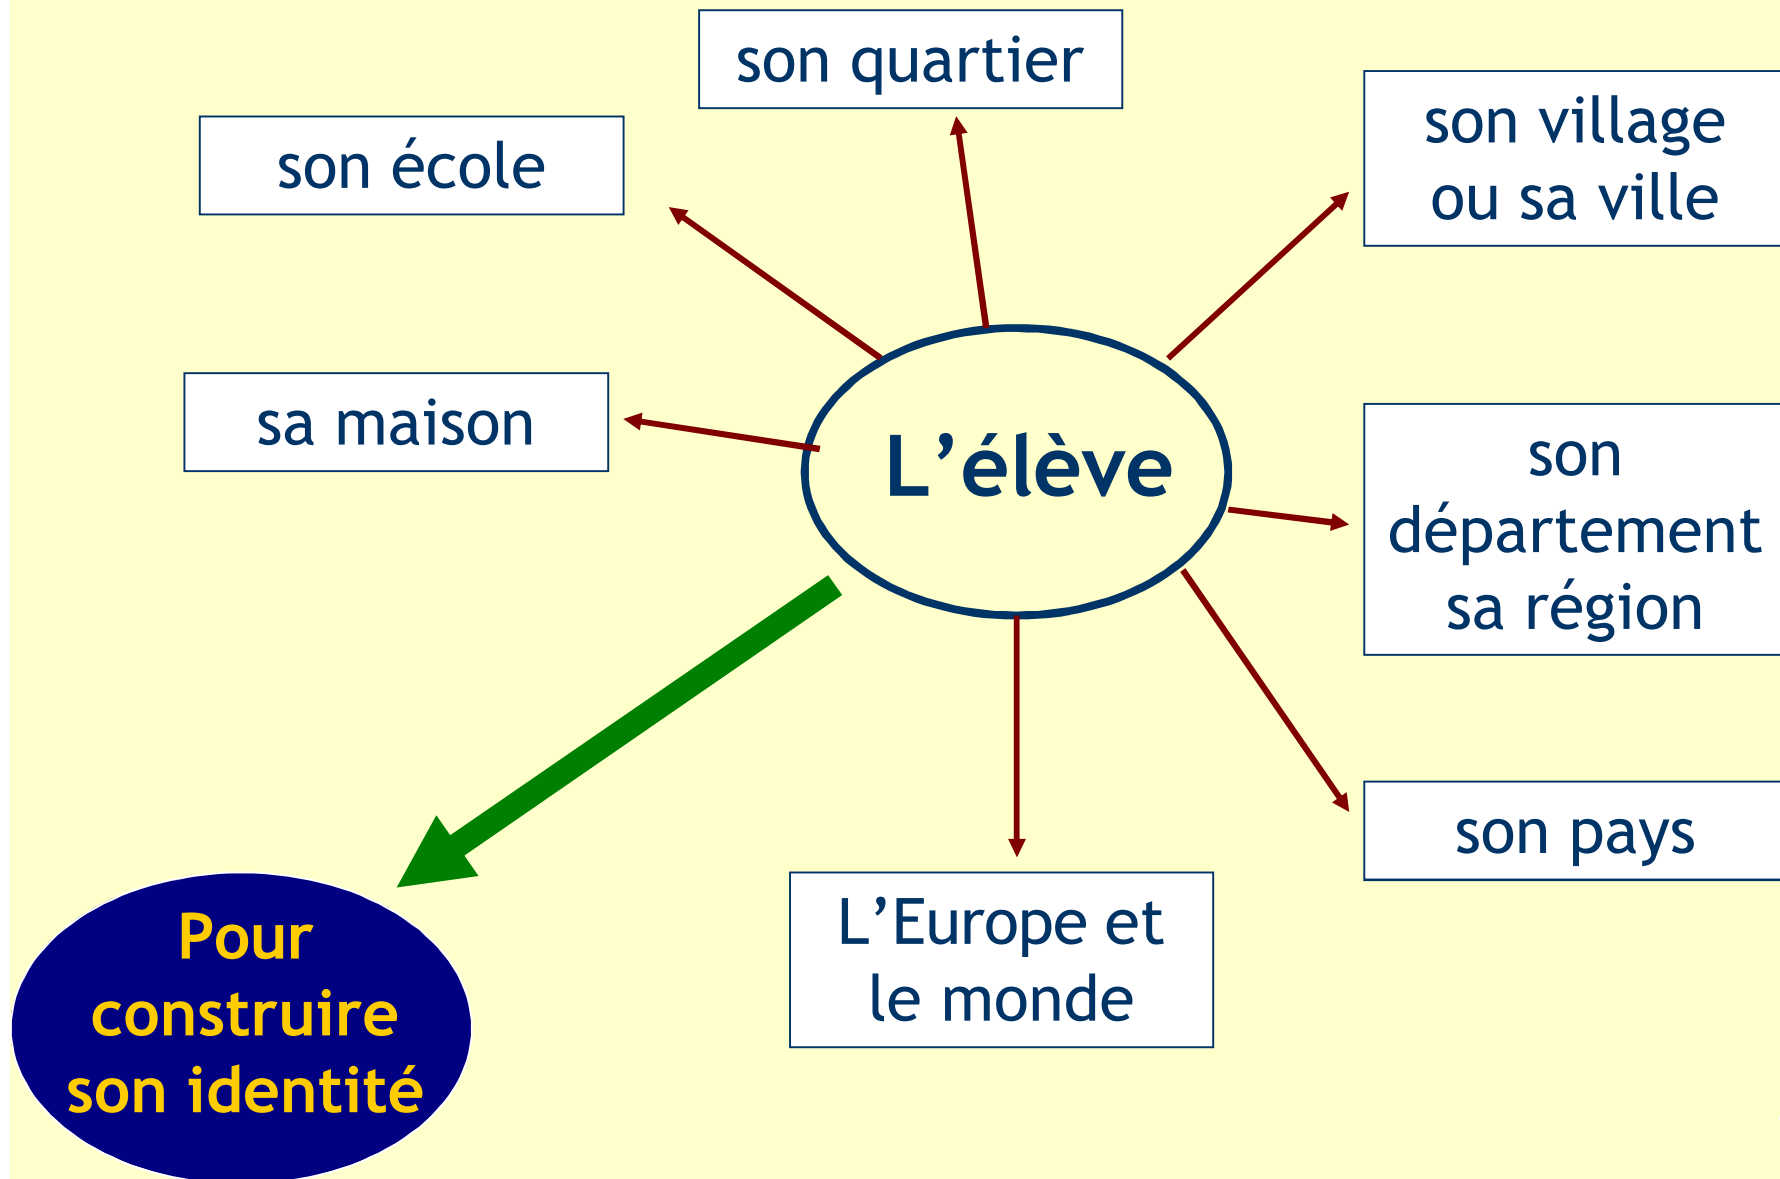 son quartier
son village
ou sa ville
son école
sa maison
L’élève
son
département
sa région
son pays
L’Europe et
le monde
Pour
construire
son identité